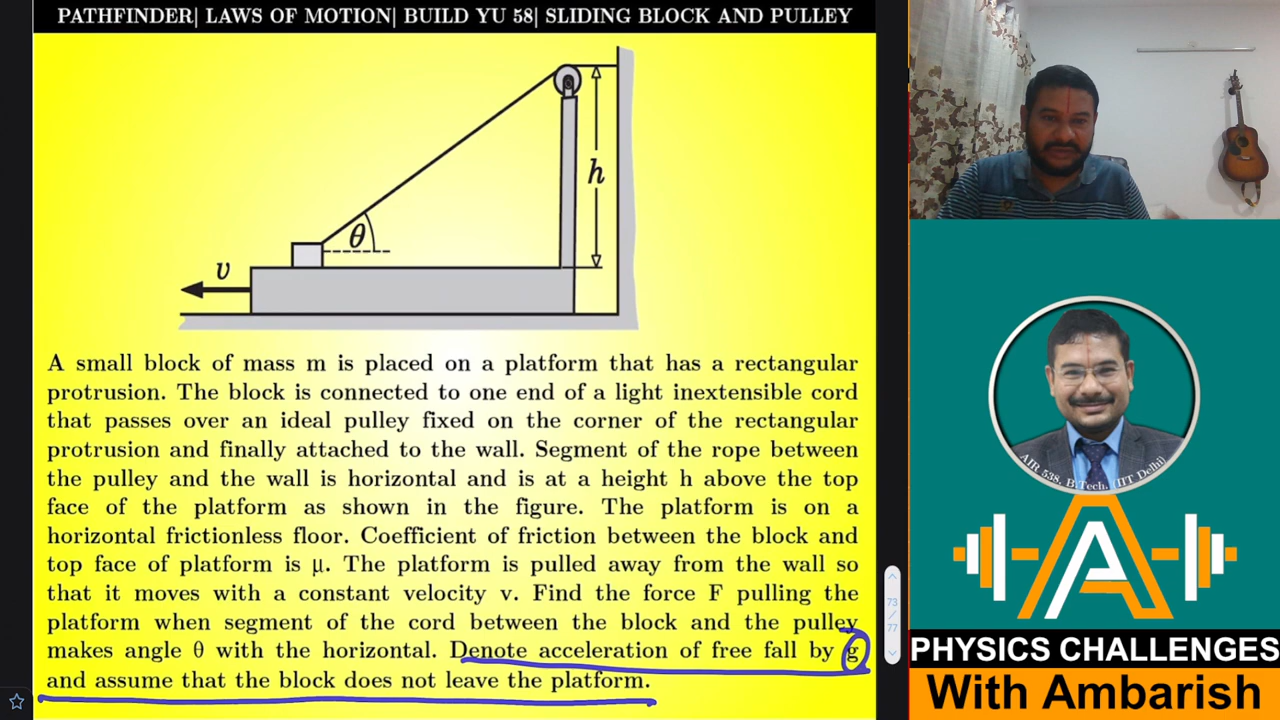 PATHFINDER| LAWS OF MOTION| BUILD YU 58| SLIDING BLOCK AND PULLEY
h
θ
v
A small block of mass m is placed on a platform that has a rectangular
protrusion. The block is connected to one end of a light inextensible cord
that passes over an ideal pulley fixed on the corner of the rectangular
protrusion and finally attached to the wall. Segment of the rope between
the pulley and the wall is horizontal and is at a height h above the top
face of the platform as shown in the figure. The platform is on a
horizontal frictionless floor. Coefficient of friction between the block and
top face of platform is μ. The platform is pulled away from the wall so
that it moves with a constant velocity v. Find the force F pulling the
platform when segment of the cord between the block and the pulley
makes angle θ with the horizontal. Denote acceleration of free fall by g
and assume that the block does not leave the platform.
73
/
77
AIR 538, B.Tech. (IIT Delhi)
PHYSICS CHALLENGES
With Ambarish